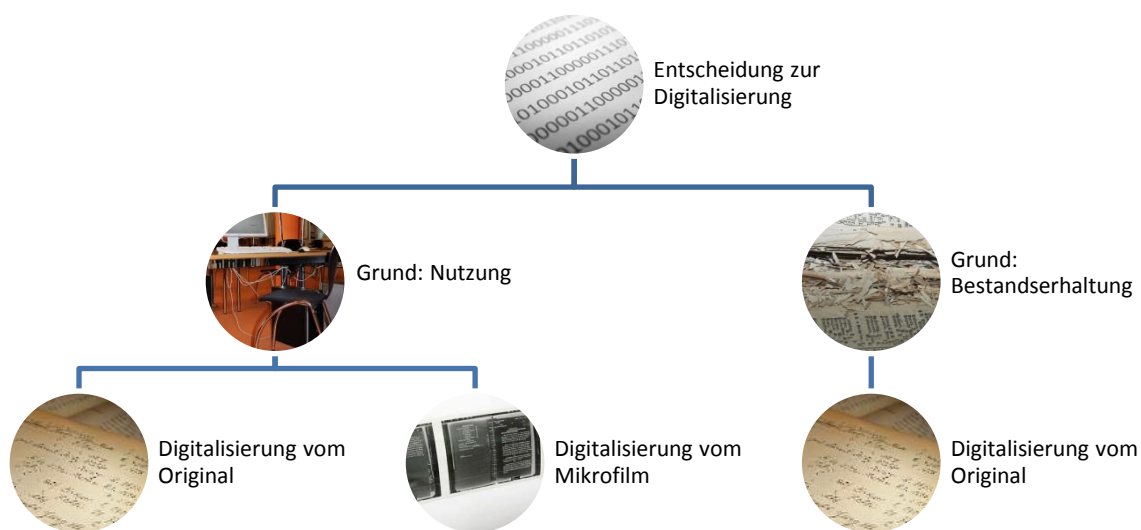 Entscheidung zur
Digitalisierung
Grund: Nutzung
Grund:
Bestandserhaltung
Digitalisierung vom
Original
Digitalisierung vom
Mikrofilm
Digitalisierung vom
Original